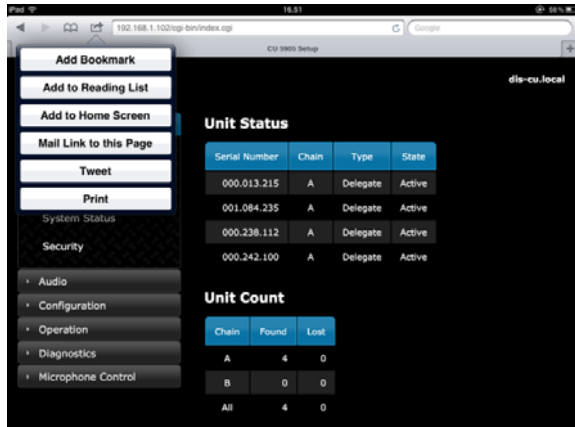 iPad 16.51 58%
192.168.1.102/cgi-bin/index.cgi Google
CU 5905 Setup
dis-cu.local
Add Bookmark
Add to Reading List
Add to Home Screen
Mail Link to this Page
Tweet
Print
System Status
Security
Audio
Configuration
Operation
Diagnostics
Microphone Control
Unit Status
Serial Number Chain Type State
000.013.215 A Delegate Active
001.084.235 A Delegate Active
000.238.112 A Delegate Active
000.242.100 A Delegate Active
Unit Count
Chain Found Lost
A 4 0
B 0 0
All 4 0